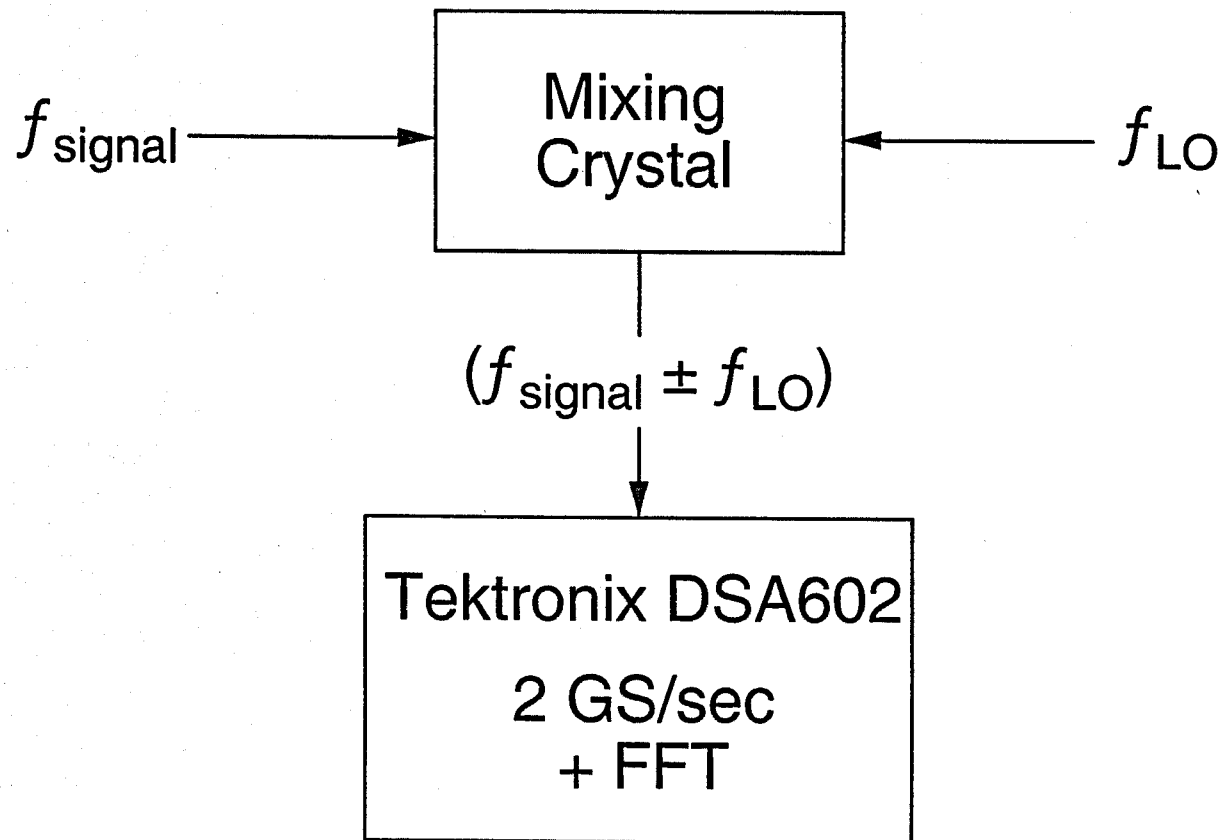 Mixing
Crystal
f signal
f LO
(f signal ± f LO)
Tektronix DSA602
2 GS/sec
+ FFT